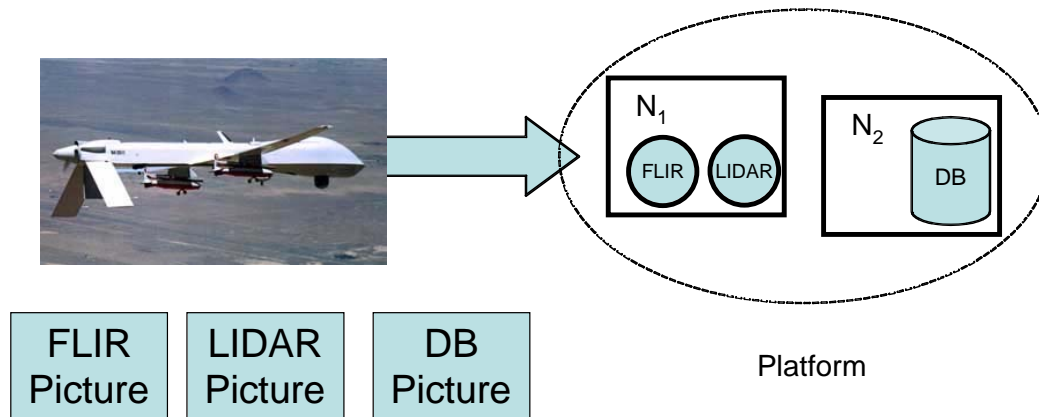 N1
FLIR
LIDAR
N2
DB
FLIR
Picture
LIDAR
Picture
DB
Picture
Platform